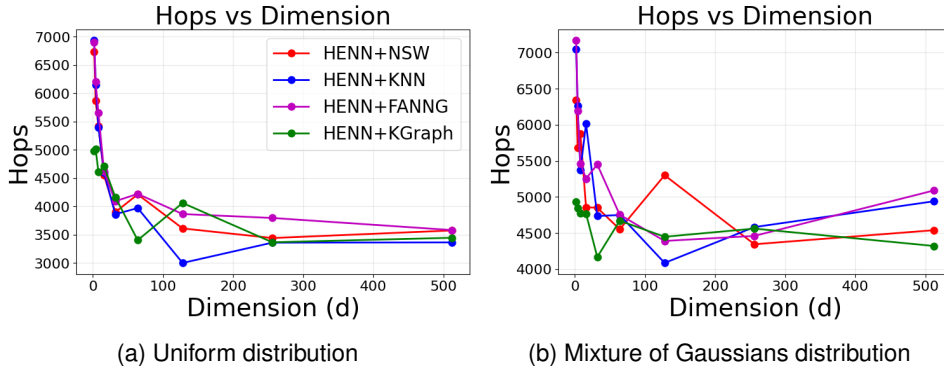 Hops vs Dimension
Hops
7000
6500
6000
5500
5000
4500
4000
3500
3000
0
100
200
300
400
500
Dimension (d)
HENN+NSW
HENN+KNN
HENN+FANNG
HENN+KGraph
(a) Uniform distribution
Hops vs Dimension
Hops
7000
6500
6000
5500
5000
4500
4000
0
100
200
300
400
500
Dimension (d)
(b) Mixture of Gaussians distribution